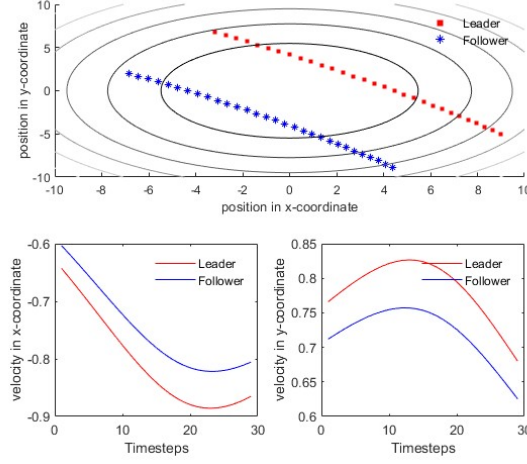 10
5
0
-5
-10
position in y-coordinate
Leader
Follower
-10 -8 -6 -4 -2 0 2 4 6 8 10
position in x-coordinate
-0.6
-0.7
-0.8
-0.9
velocity in x-coordinate
Leader
Follower
0 10 20 30
Timesteps
0.85
0.8
0.75
0.7
0.65
0.6
velocity in y-coordinate
Leader
Follower
0 10 20 30
Timesteps